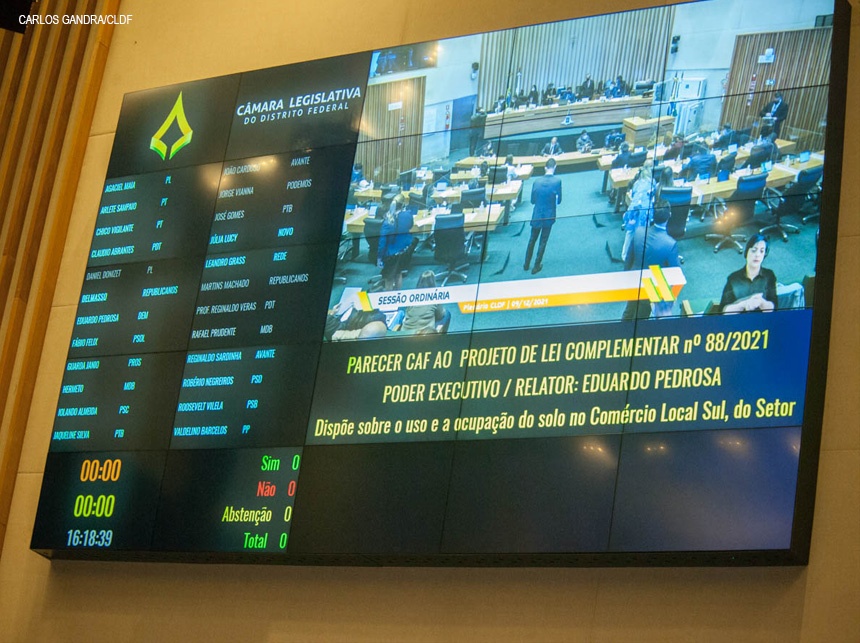 CARLOS GANDRA/CLDF
CÂMARA LEGISLATIVA
DO DISTRITO FEDERAL
AGACIEL MAIA PL
ARLETE SAMPAIO PT
CHICO VIGILANTE PT
CLAUDIO ABRANTES PDT
DANIEL DONIZET PL
DELMASSO REPUBLICANOS
EDUARDO PEDROSA DEM
FÁBIO FELIX PSOL
GUARDA JANIO PROS
HERMETO MDB
IOLANDO ALMEIDA PSC
JAQUELINE SILVA PTB
JOÃO CARDOSO AVANTE
JORGE VIANNA PODEMOS
JOSÉ GOMES PTB
JÚLIA LUCY NOVO
LEANDRO GRASS REDE
MARTINS MACHADO REPUBLICANOS
PROF. REGINALDO VERAS PDT
RAFAEL PRUDENTE MDB
REGINALDO SARDINHA AVANTE
ROBÉRIO NEGREIROS PSD
ROOSEVELT VILELA PSB
VALDELINO BARCELOS PP
00:00
00:00
16:18:39
Sim 0
Não 0
Abstenção 0
Total 0
SESSÃO ORDINÁRIA
Plenário CLDF | 09/12/2021
PARECER CAF AO PROJETO DE LEI COMPLEMENTAR nº 88/2021
PODER EXECUTIVO / RELATOR: EDUARDO PEDROSA
Dispõe sobre o uso e a ocupação do solo no Comércio Local Sul, do Setor